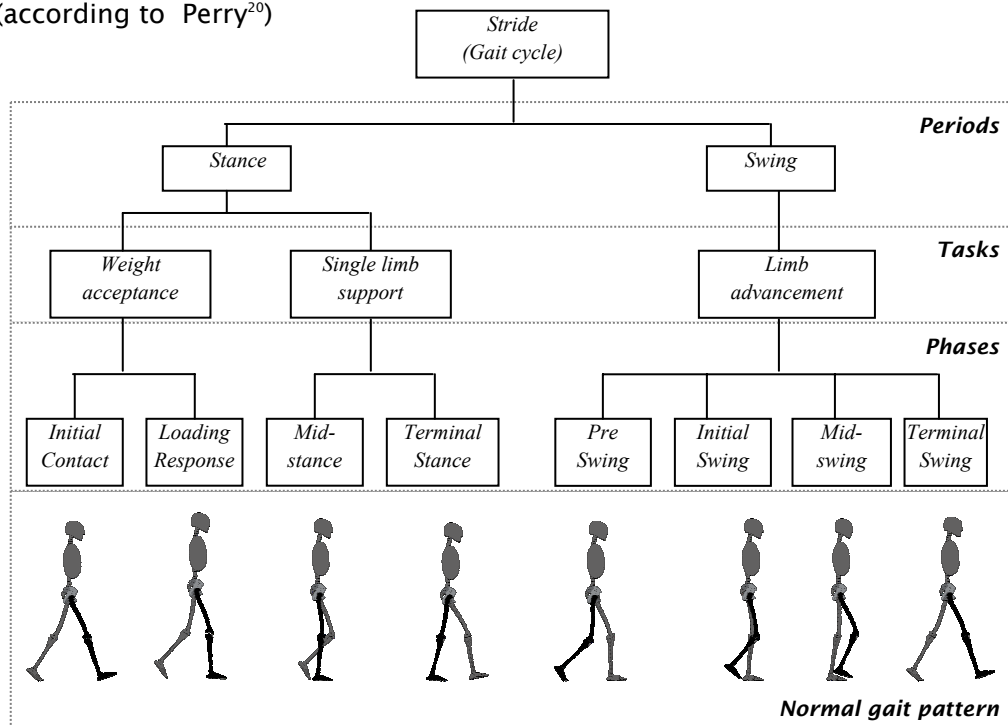 (according to Perry20)
Stride
(Gait cycle)
Periods
Stance
Swing
Tasks
Weight
acceptance
Single limb
support
Limb
advancement
Phases
Initial
Contact
Loading
Response
Mid-
stance
Terminal
Stance
Pre
Swing
Initial
Swing
Mid-
swing
Terminal
Swing
Normal gait pattern